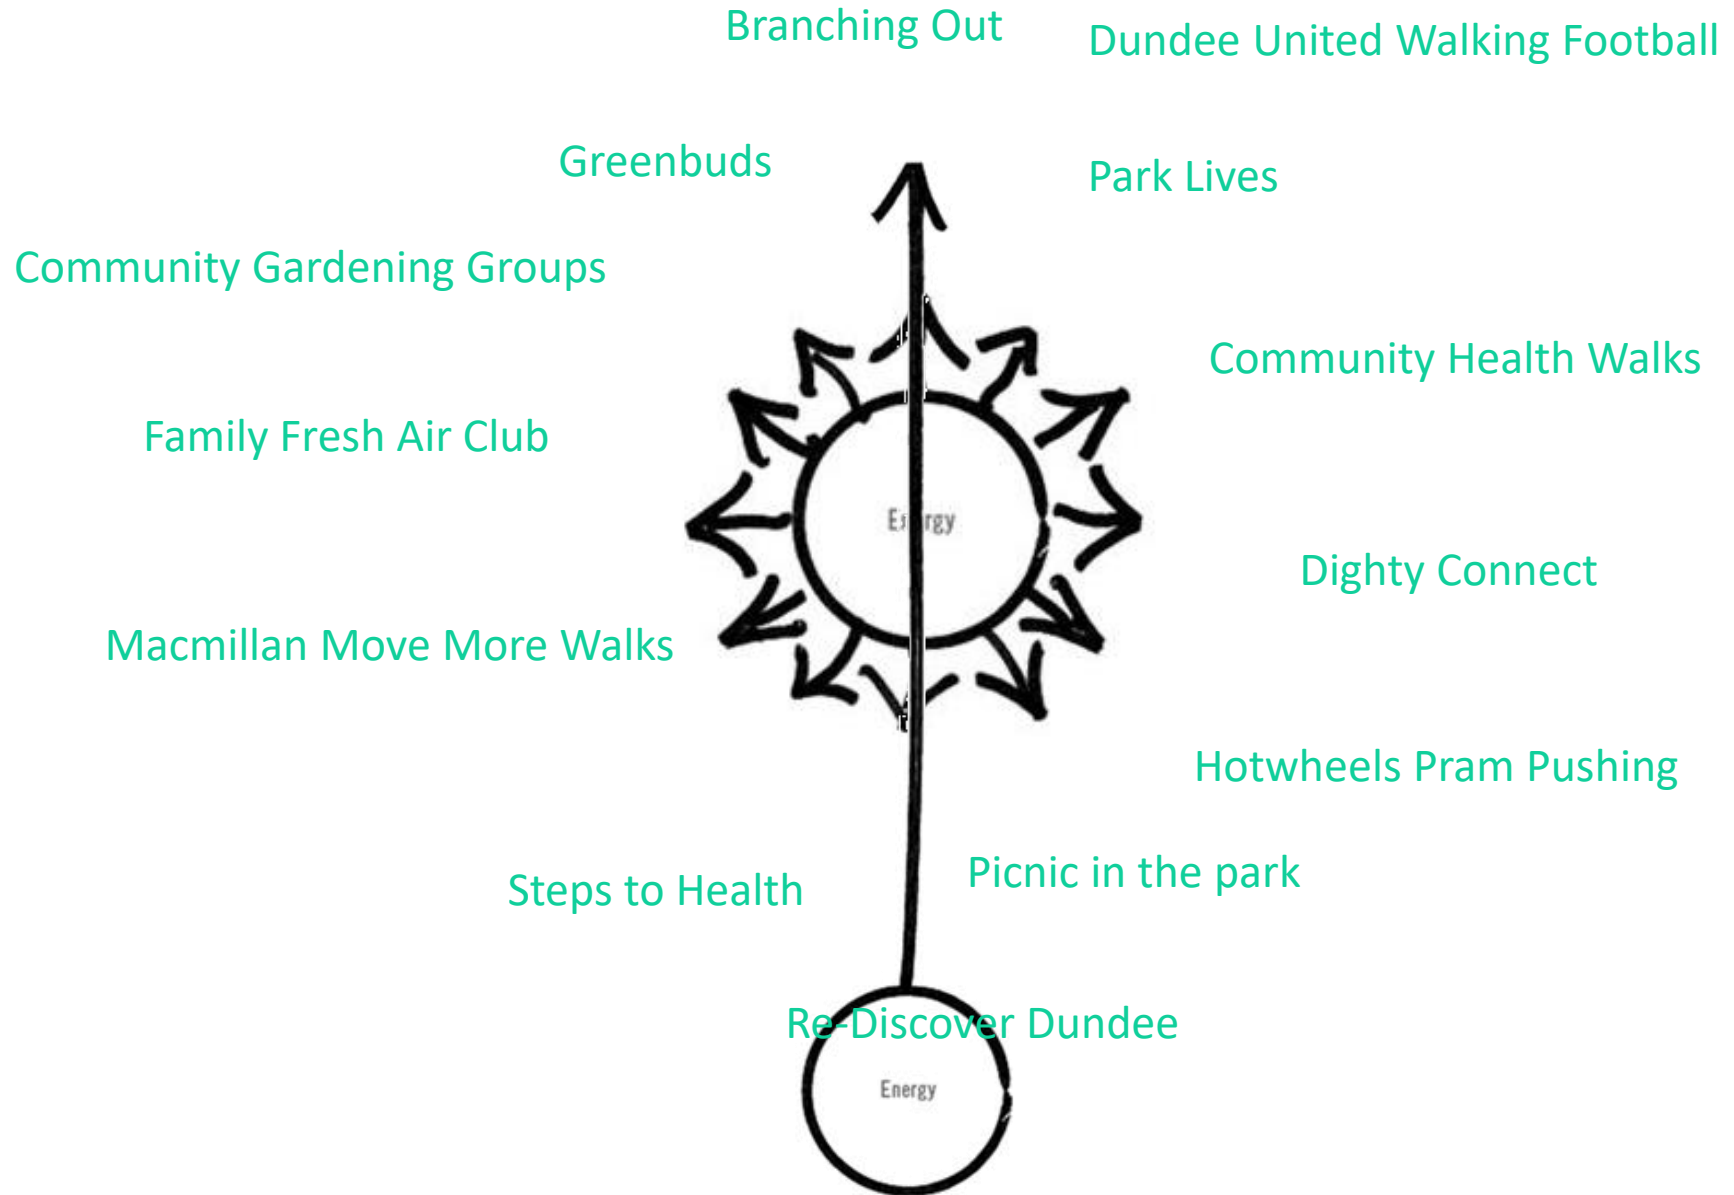 Branching Out
Dundee United Walking Football
Greenbuds
Park Lives
Community Gardening Groups
Community Health Walks
Family Fresh Air Club
Energy
Dighty Connect
Macmillan Move More Walks
Hotwheels Pram Pushing
Picnic in the park
Steps to Health
Re-Discover Dundee
Energy